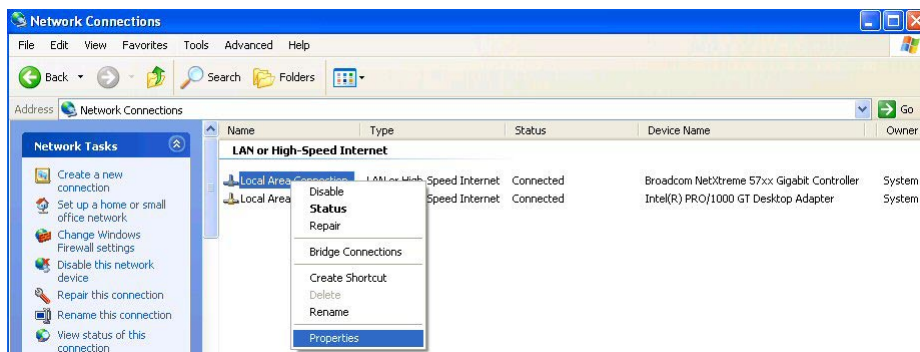 Network Connections
File Edit View Favorites Tools Advanced Help
Back Search Folders
Address Network Connections Go
Network Tasks
Create a new
connection
Set up a home or small
office network
Change Windows
Firewall settings
Disable this network
device
Repair this connection
Rename this connection
View status of this
connection
Name Type Status Device Name Owner
LAN or High-Speed Internet
Local Area Connection LAN or High-Speed Internet Connected Broadcom NetXtreme 57xx Gigabit Controller System
Local Area Speed Internet Connected Intel(R) PRO/1000 GT Desktop Adapter System
Disable
Status
Repair
Bridge Connections
Create Shortcut
Delete
Rename
Properties